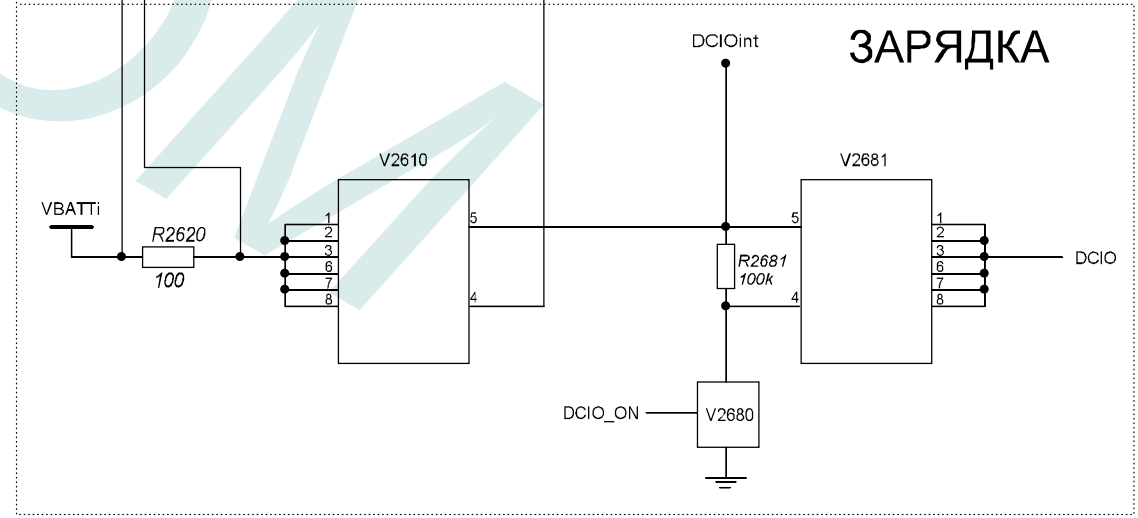 ЗАРЯДКА
DCIOint
V2610
V2681
VBATTi
R2620
100
1
2
3
6
7
8
5
4
R2681
100k
5
4
1
2
3
6
7
8
DCIO
DCIO_ON
V2680
OM